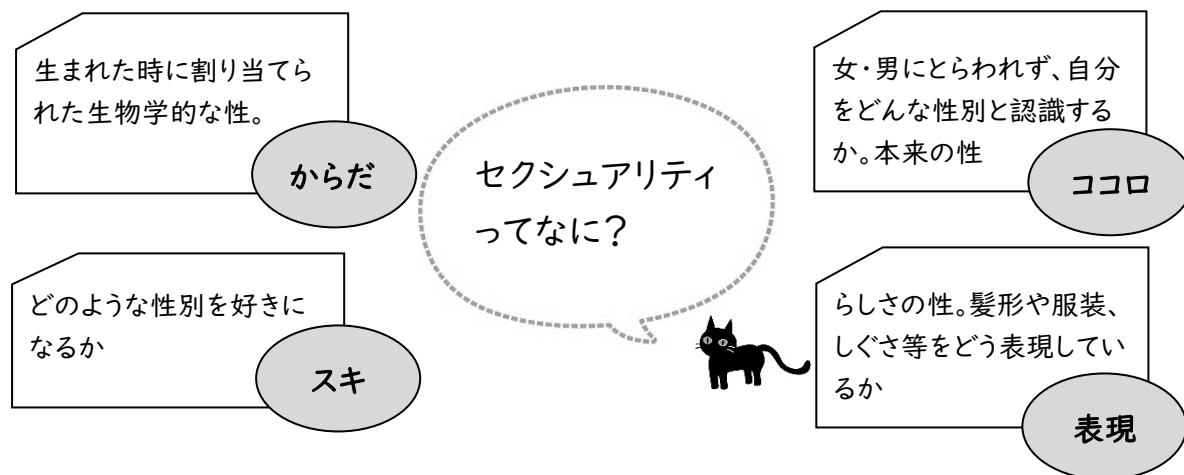 生まれた時に割り当てら
れた生物学的な性。
からだ
セクシュアリティ
ってなに？
女・男にとらわれず、自分
をどんな性別と認識する
か。本来の性
ココロ
どのような性別を好きに
なるか
スキ
らしさの性。髪形や服装、
しぐさ等をどう表現してい
るか
表現